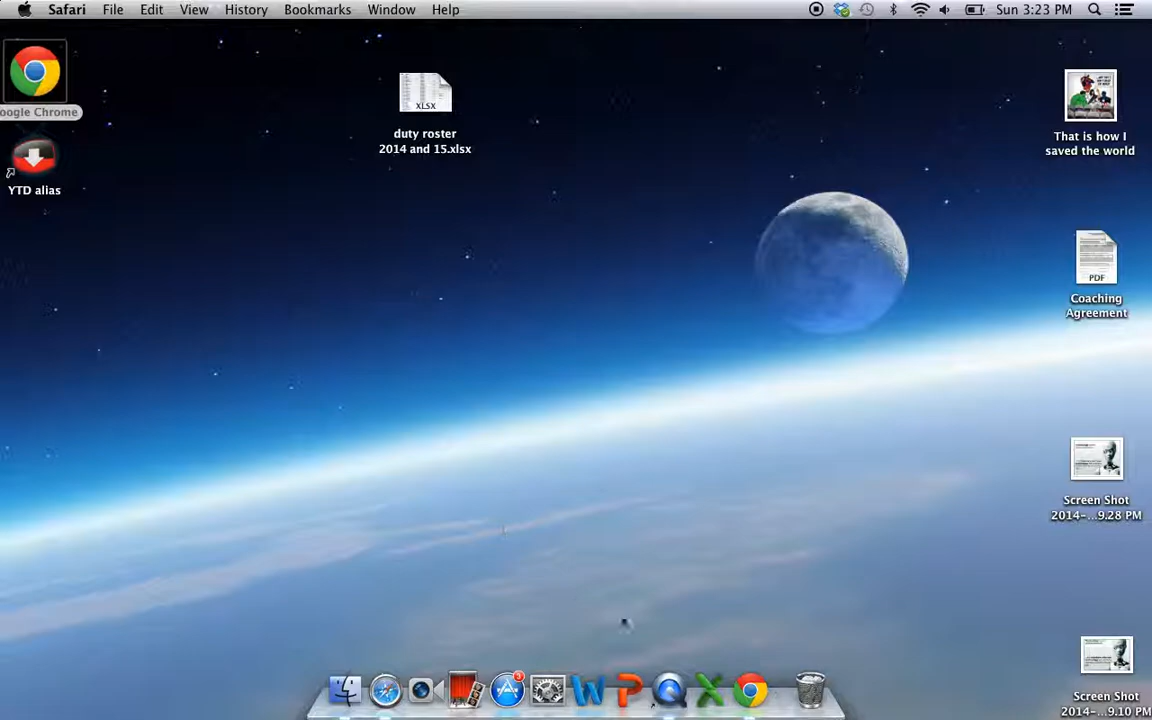 Safari File Edit View History Bookmarks Window Help Sun 3:23 PM
oogle Chrome
YTD alias
XLSX
duty roster
2014 and 15.xlsx
That is how I
saved the world
PDF
Coaching
Agreement
Screen Shot
2014-...9.28 PM
Screen Shot
2014-...9.10 PM